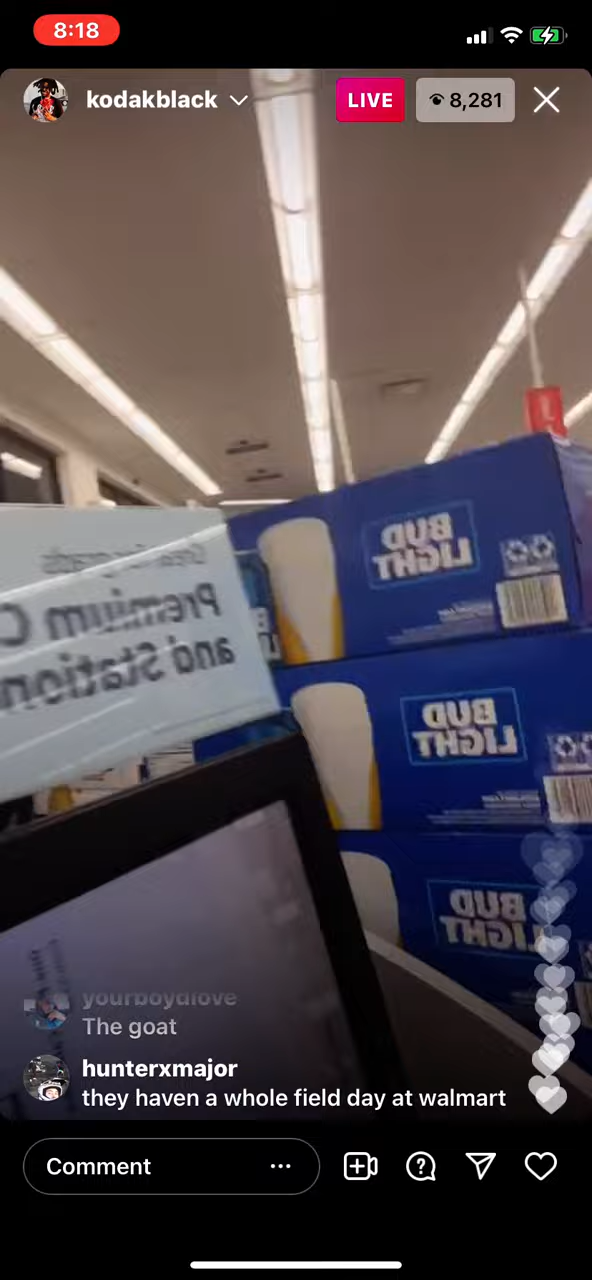 8:18
kodakblack
LIVE
8,281
BUD
LIGHT
Premium
and Station
BUD
LIGHT
BUD
LIGHT
yourboydlove
The goat
hunterxmajor
they haven a whole field day at walmart
Comment